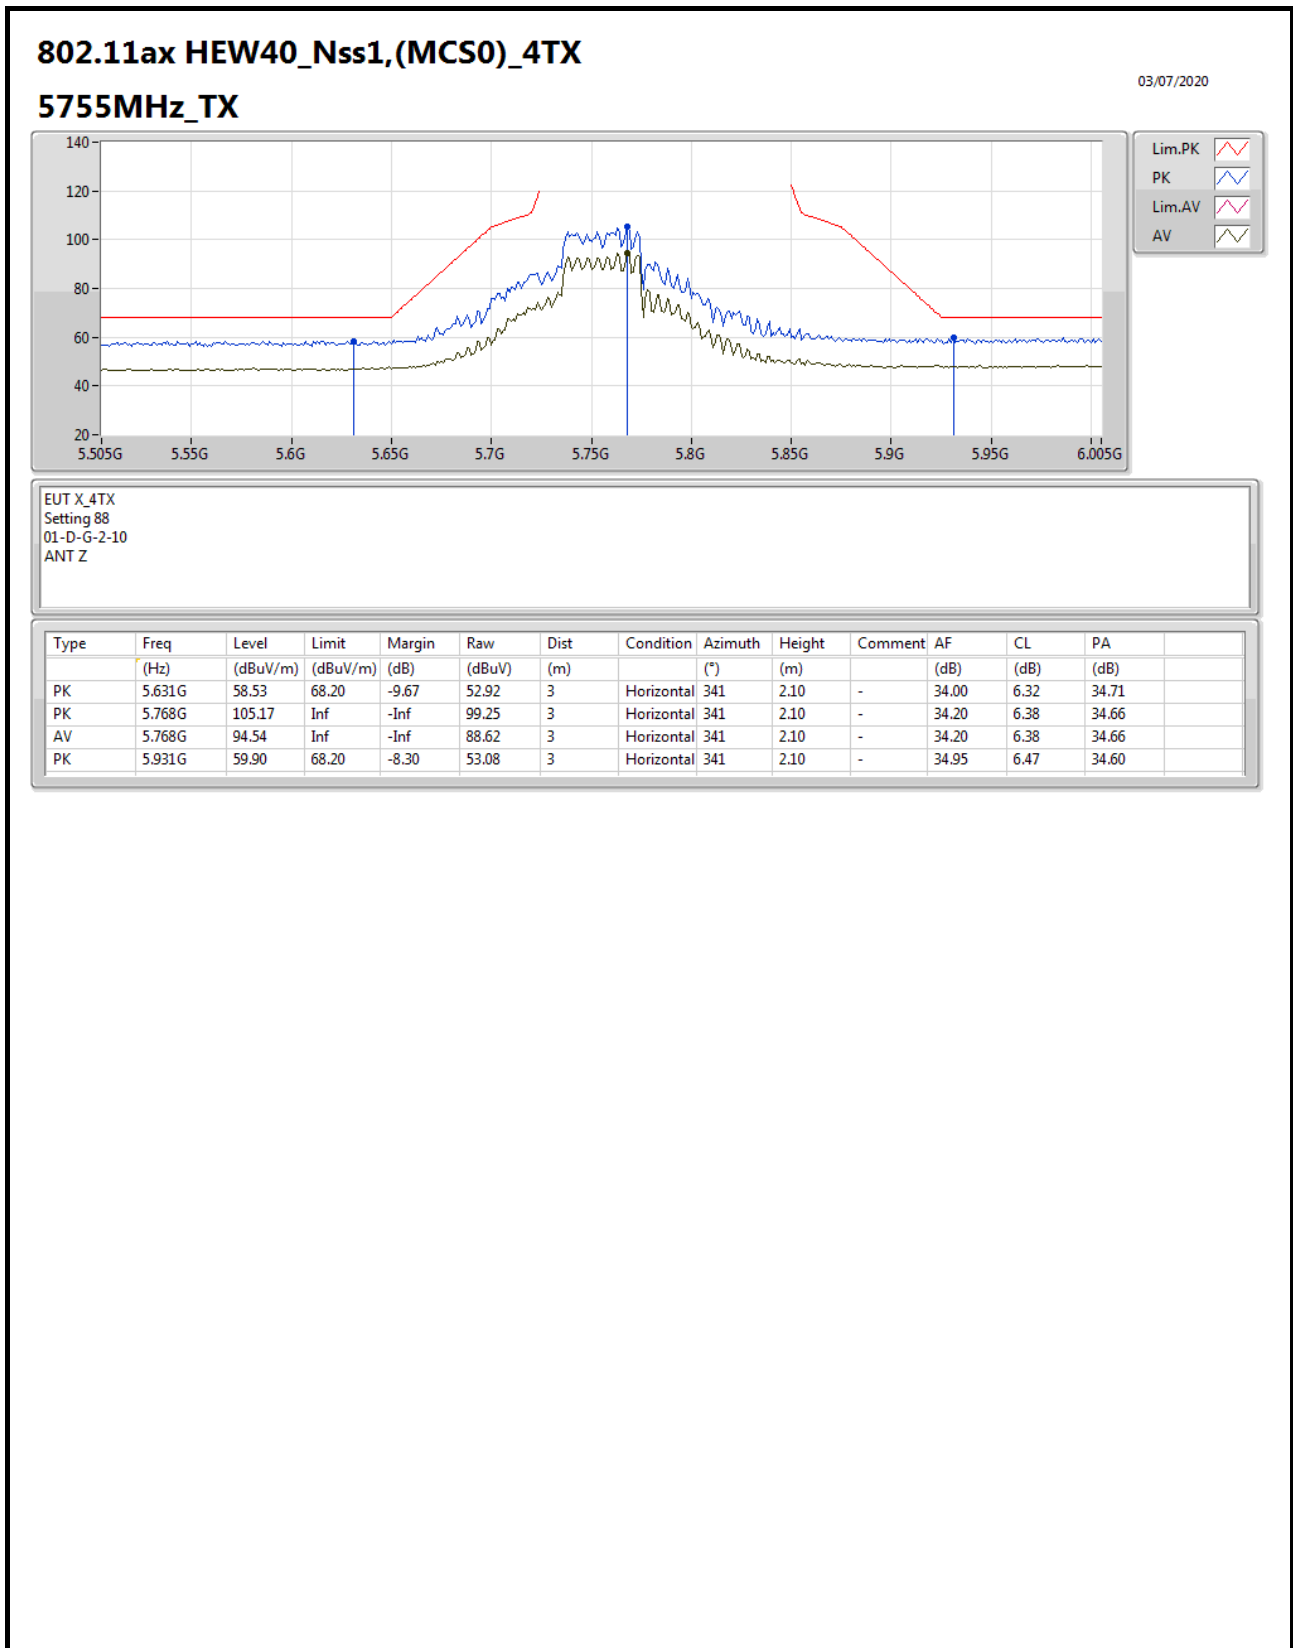 802.11ax HEW40_Nss1,(MCS0)_4TX
03/07/2020
5755MHz_TX
140
120
100
80
60
40
20
5.505G 5.55G 5.6G 5.65G 5.7G 5.75G 5.8G 5.85G 5.9G 5.95G 6.005G
Lim.PK
PK
Lim.AV
AV
EUT X_4TX
Setting 88
01-D-G-2-10
ANT Z
Type Freq Level Limit Margin Raw Dist Condition Azimuth Height Comment AF CL PA
(Hz) (dBuV/m) (dBuV/m) (dB) (dBuV) (m) (°) (m) (dB) (dB) (dB)
PK 5.631G 58.53 68.20 -9.67 52.92 3 Horizontal 341 2.10 - 34.00 6.32 34.71
PK 5.768G 105.17 Inf -Inf 99.25 3 Horizontal 341 2.10 - 34.20 6.38 34.66
AV 5.768G 94.54 Inf -Inf 88.62 3 Horizontal 341 2.10 - 34.20 6.38 34.66
PK 5.931G 59.90 68.20 -8.30 53.08 3 Horizontal 341 2.10 - 34.95 6.47 34.60